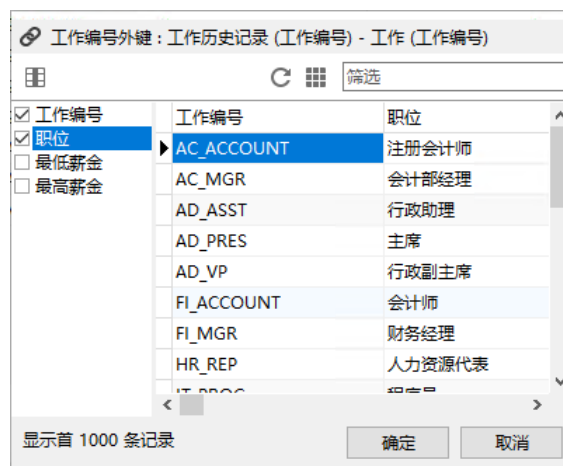 工作编号外键 : 工作历史记录 (工作编号) - 工作 (工作编号)
筛选
工作编号
职位
最低薪金
最高薪金
工作编号 职位
AC_ACCOUNT 注册会计师
AC_MGR 会计部经理
AD_ASST 行政助理
AD_PRES 主席
AD_VP 行政副主席
FI_ACCOUNT 会计师
FI_MGR 财务经理
HR_REP 人力资源代表
IT_PROG 程序员
显示首 1000 条记录
确定 取消